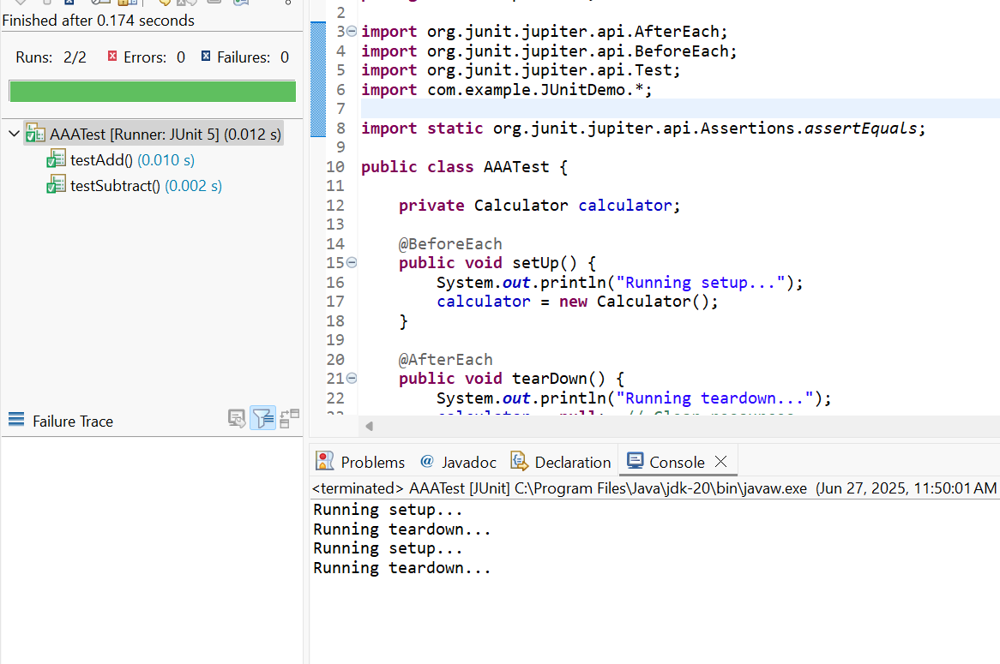 Finished after 0.174 seconds
Runs: 2/2 Errors: 0 Failures: 0
AAATest [Runner: JUnit 5] (0.012 s)
testAdd() (0.010 s)
testSubtract() (0.002 s)
Failure Trace
2
3 import org.junit.jupiter.api.AfterEach;
4 import org.junit.jupiter.api.BeforeEach;
5 import org.junit.jupiter.api.Test;
6 import com.example.JUnitDemo.*;
7
8 import static org.junit.jupiter.api.Assertions.assertEquals;
9
10 public class AAATest {
11
12     private Calculator calculator;
13
14     @BeforeEach
15     public void setUp() {
16         System.out.println("Running setup...");
17         calculator = new Calculator();
18     }
19
20     @AfterEach
21     public void tearDown() {
22         System.out.println("Running teardown...");
Problems @ Javadoc Declaration Console
<terminated> AAATest [JUnit] C:\Program Files\Java\jdk-20\bin\javaw.exe (Jun 27, 2025, 11:50:01 AM
Running setup...
Running teardown...
Running setup...
Running teardown...